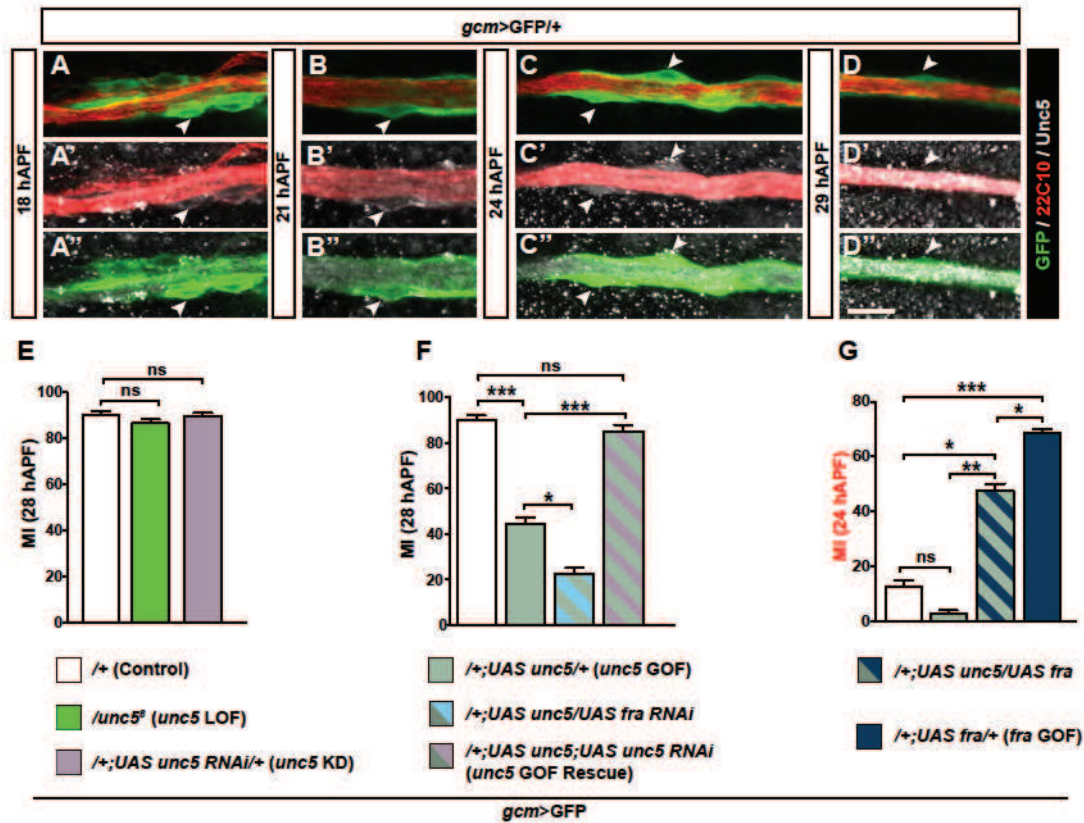 gcm>GFP/+
18 hAPF
A
A'
A''
21 hAPF
B
B'
B''
24 hAPF
C
C'
C''
29 hAPF
D
D'
D''
GFP / 22C10 / Unc5
E
ns
ns
100
80
60
40
20
0
MI (28 hAPF)
F
ns
***
***
*
100
80
60
40
20
0
MI (28 hAPF)
G
***
*
*
**
ns
80
60
40
20
0
MI (24 hAPF)
/+ (Control)
/unc5⁸ (unc5 LOF)
/+;UAS unc5 RNAi/+ (unc5 KD)
/+;UAS unc5/+ (unc5 GOF)
/+;UAS unc5/UAS fra RNAi
/+;UAS unc5;UAS unc5 RNAi
(unc5 GOF Rescue)
/+;UAS unc5/UAS fra
/+;UAS fra/+ (fra GOF)
gcm>GFP